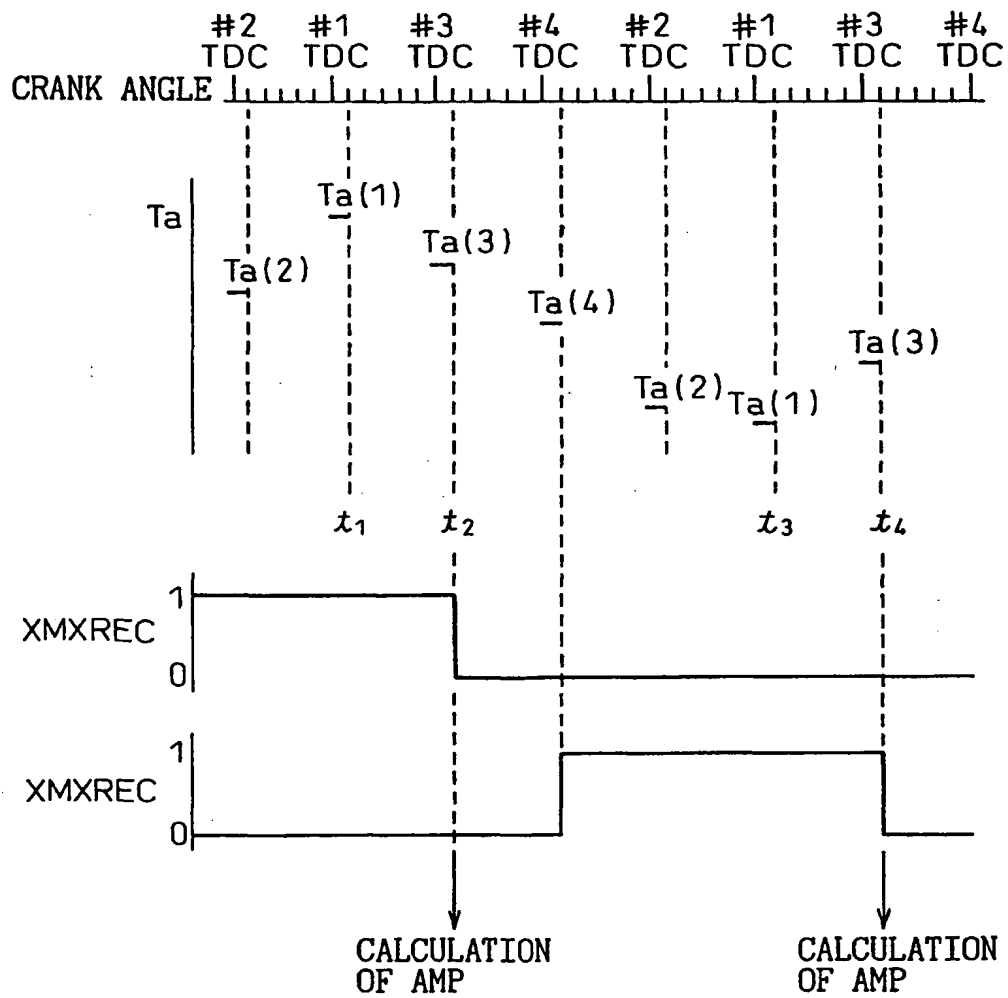 #2 #1 #3 #4 #2 #1 #3 #4
TDC TDC TDC TDC TDC TDC TDC TDC
CRANK ANGLE
Ta
Ta(1)
Ta(3)
Ta(2)
Ta(4)
Ta(3)
Ta(2)
Ta(1)
t1 t2 t3 t4
1
XMXREC
0
1
XMXREC
0
CALCULATION CALCULATION
OF AMP OF AMP